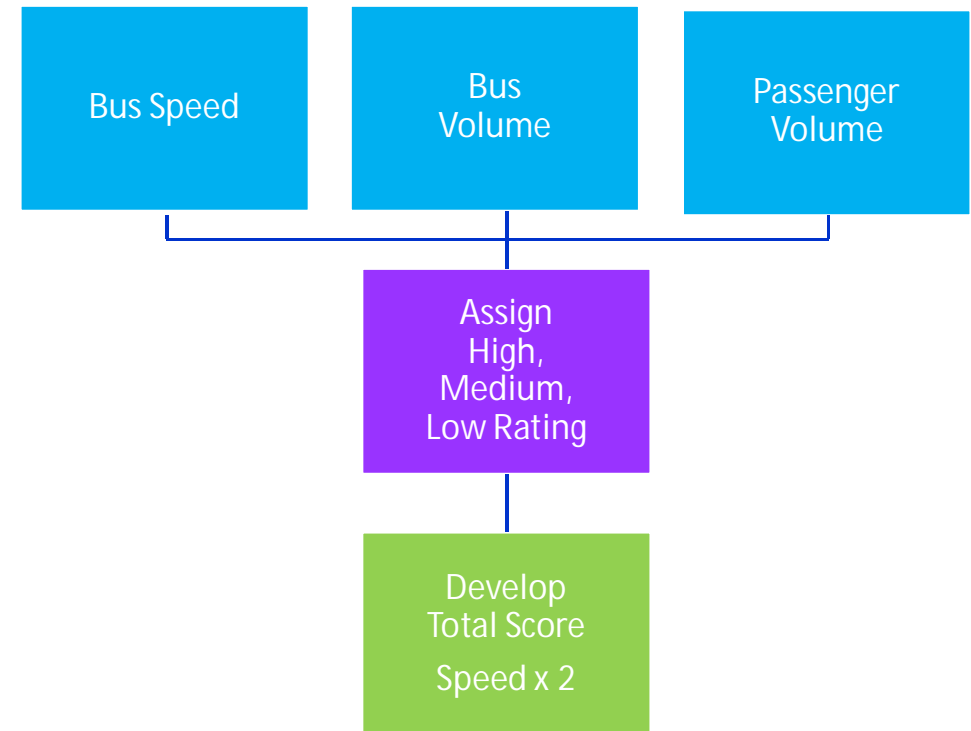 Bus Speed
Bus
Volume
Passenger
Volume
Assign
High,
Medium,
Low Rating
Develop
Total Score
Speed x 2